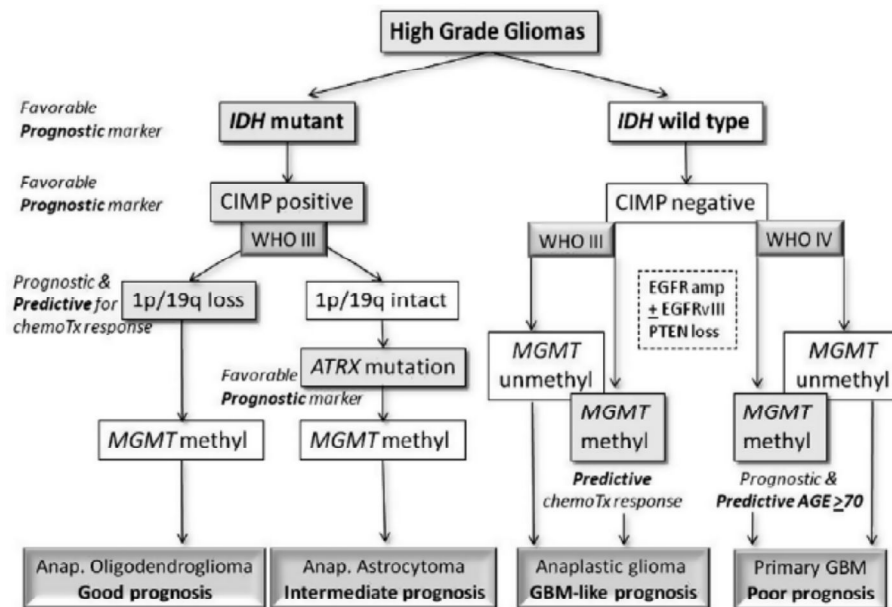 High Grade Gliomas
Favorable
Prognostic marker
IDH mutant
IDH wild type
Favorable
Prognostic marker
CIMP positive
CIMP negative
WHO III
WHO III
WHO IV
Prognostic &
Predictive for
chemoTx response
1p/19q loss
1p/19q intact
EGFR amp
+ EGFRvIII
PTEN loss
ATRX mutation
Favorable
Prognostic marker
MGMT
unmethyl
MGMT
unmethyl
MGMT methyl
MGMT methyl
MGMT
methyl
MGMT
methyl
Predictive
chemoTx response
Prognostic &
Predictive AGE ≥70
Anap. Oligodendroglioma
Good prognosis
Anap. Astrocytoma
Intermediate prognosis
Anaplastic glioma
GBM-like prognosis
Primary GBM
Poor prognosis